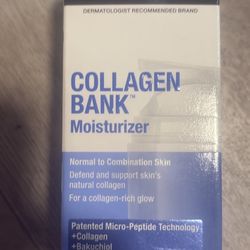 DERMATOLOGIST RECOMMENDED BRAND
COLLAGEN
BANK™
Moisturizer
Normal to Combination Skin
Defend and support skin's
natural collagen
For a collagen-rich glow
Patented Micro-Peptide Technology
+Collagen
+Bakuchiol